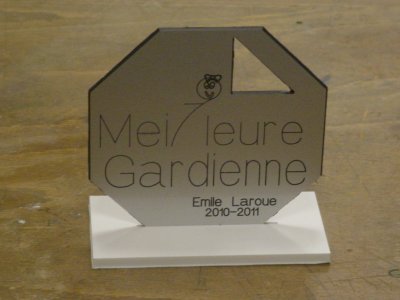 Meilleure
Gardienne
Emile Laroue
2010-2011